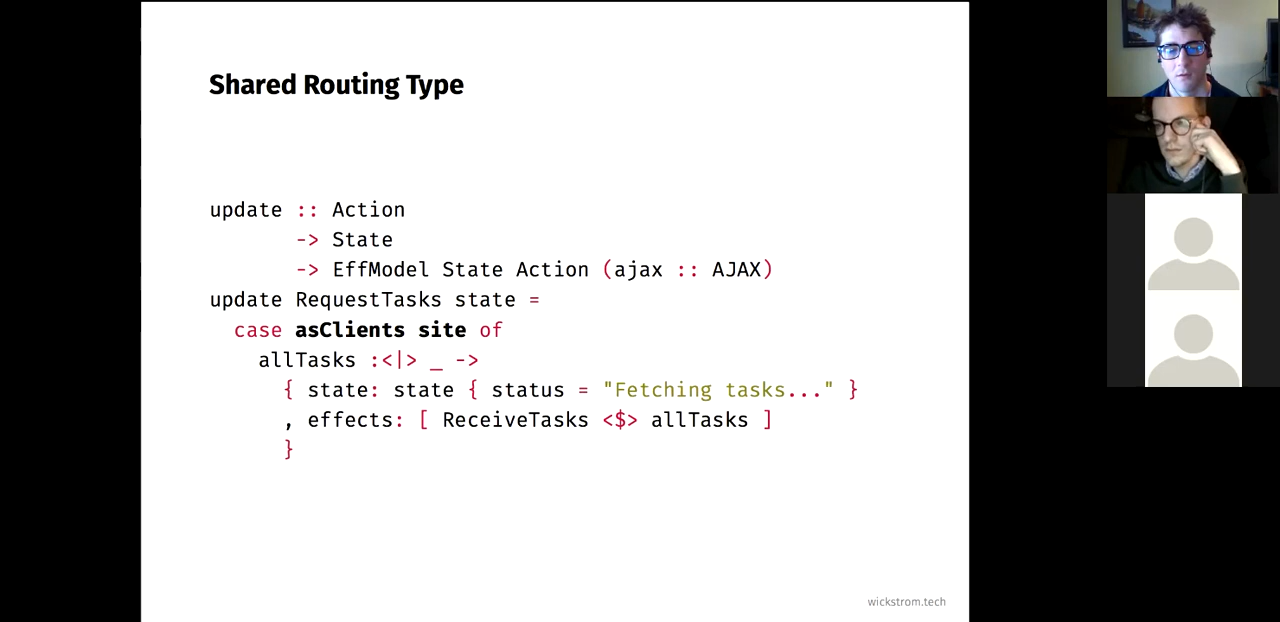 Shared Routing Type
update :: Action
-> State
-> EffModel State Action (ajax :: AJAX)
update RequestTasks state =
case asClients site of
allTasks :<|> _ ->
{ state: state { status = "Fetching tasks..." }
, effects: [ ReceiveTasks <$> allTasks ]
}
wickstrom.tech